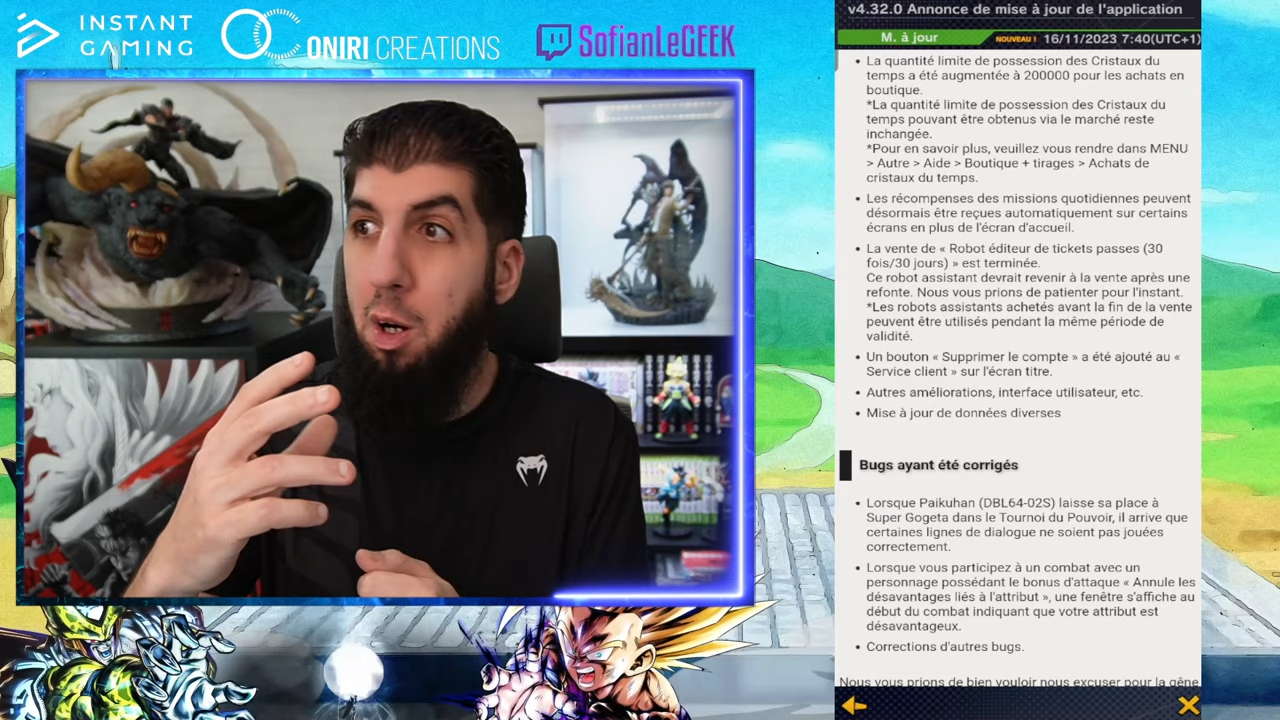 INSTANT
GAMING
ONIRI CREATIONS
SofianLeGEEK
v4.32.0 Annonce de mise à jour de l'application
M. à jour
NOUVEAU !
16/11/2023 7:40(UTC+1)
• La quantité limite de possession des Cristaux du
temps a été augmentée à 200000 pour les achats en
boutique.
*La quantité limite de possession des Cristaux du
temps pouvant être obtenus via le marché reste
inchangée.
*Pour en savoir plus, veuillez vous rendre dans MENU
> Autre > Aide > Boutique + tirages > Achats de
cristaux du temps.
• Les récompenses des missions quotidiennes peuvent
désormais être reçues automatiquement sur certains
écrans en plus de l'écran d'accueil.
• La vente de « Robot éditeur de tickets passes (30
fois/30 jours) » est terminée.
Ce robot assistant devrait revenir à la vente après une
refonte. Nous vous prions de patienter pour l'instant.
*Les robots assistants achetés avant la fin de la vente
peuvent être utilisés pendant la même période de
validité.
• Un bouton « Supprimer le compte » a été ajouté au «
Service client » sur l'écran titre.
• Autres améliorations, interface utilisateur, etc.
• Mise à jour de données diverses
Bugs ayant été corrigés
• Lorsque Paikuhan (DBL64-02S) laisse sa place à
Super Gogeta dans le Tournoi du Pouvoir, il arrive que
certaines lignes de dialogue ne soient pas jouées
correctement.
• Lorsque vous participez à un combat avec un
personnage possédant le bonus d'attaque « Annule les
désavantages liés à l'attribut », une fenêtre s'affiche au
début du combat indiquant que votre attribut est
désavantageux.
• Corrections d'autres bugs.
Nous vous prions de bien vouloir nous excuser pour la gêne